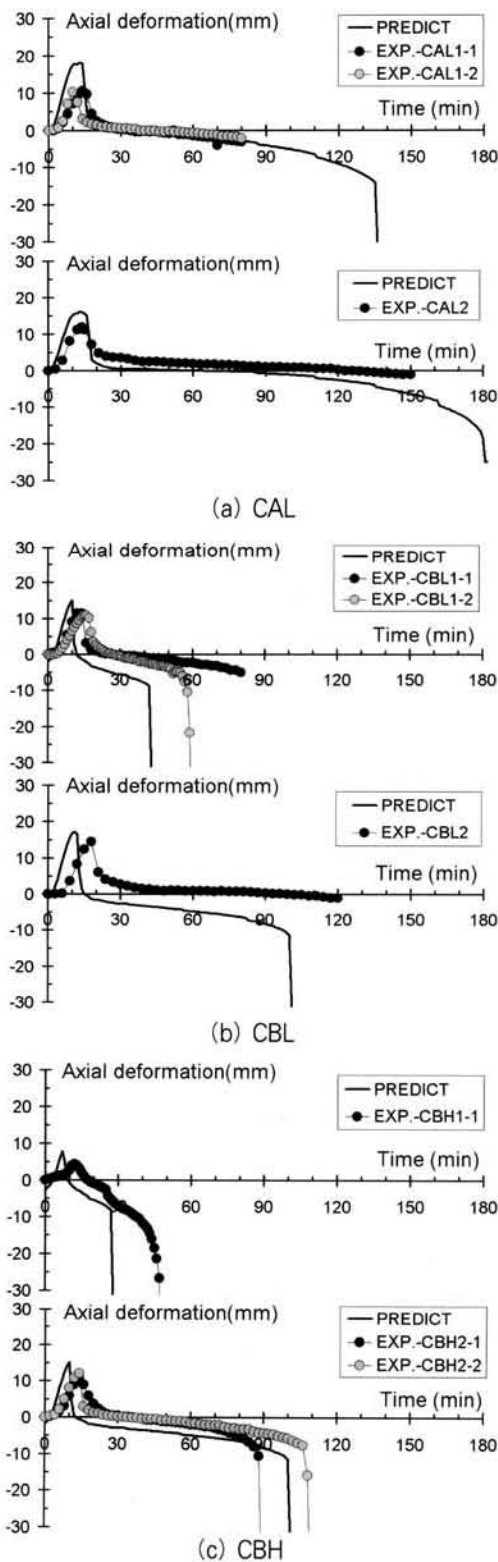 Axial deformation(mm)
30
20
10
0
-10
-20
-30
PREDICT
EXP.-CAL1-1
EXP.-CAL1-2
Time (min)
0 30 60 90 120 150 180
Axial deformation(mm)
30
20
10
0
-10
-20
-30
PREDICT
EXP.-CAL2
Time (min)
0 30 60 90 120 150 180
(a) CAL
Axial deformation(mm)
30
20
10
0
-10
-20
-30
PREDICT
EXP.-CBL1-1
EXP.-CBL1-2
Time (min)
0 30 60 90 120 150 180
Axial deformation(mm)
30
20
10
0
-10
-20
-30
PREDICT
EXP.-CBL2
Time (min)
0 30 60 90 120 150 180
(b) CBL
Axial deformation(mm)
30
20
10
0
-10
-20
-30
PREDICT
EXP.-CBH1-1
Time (min)
0 30 60 90 120 150 180
Axial deformation(mm)
30
20
10
0
-10
-20
-30
PREDICT
EXP.-CBH2-1
EXP.-CBH2-2
Time (min)
0 30 60 90 120 150 180
(c) CBH